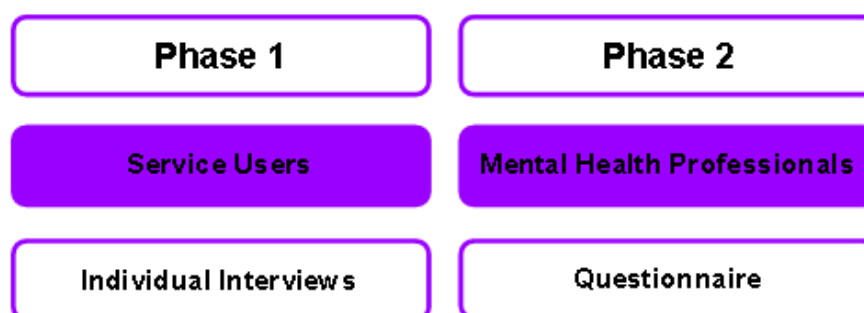 Phase 1
Phase 2
Service Users
Mental Health Professionals
Individual Interviews
Questionnaire